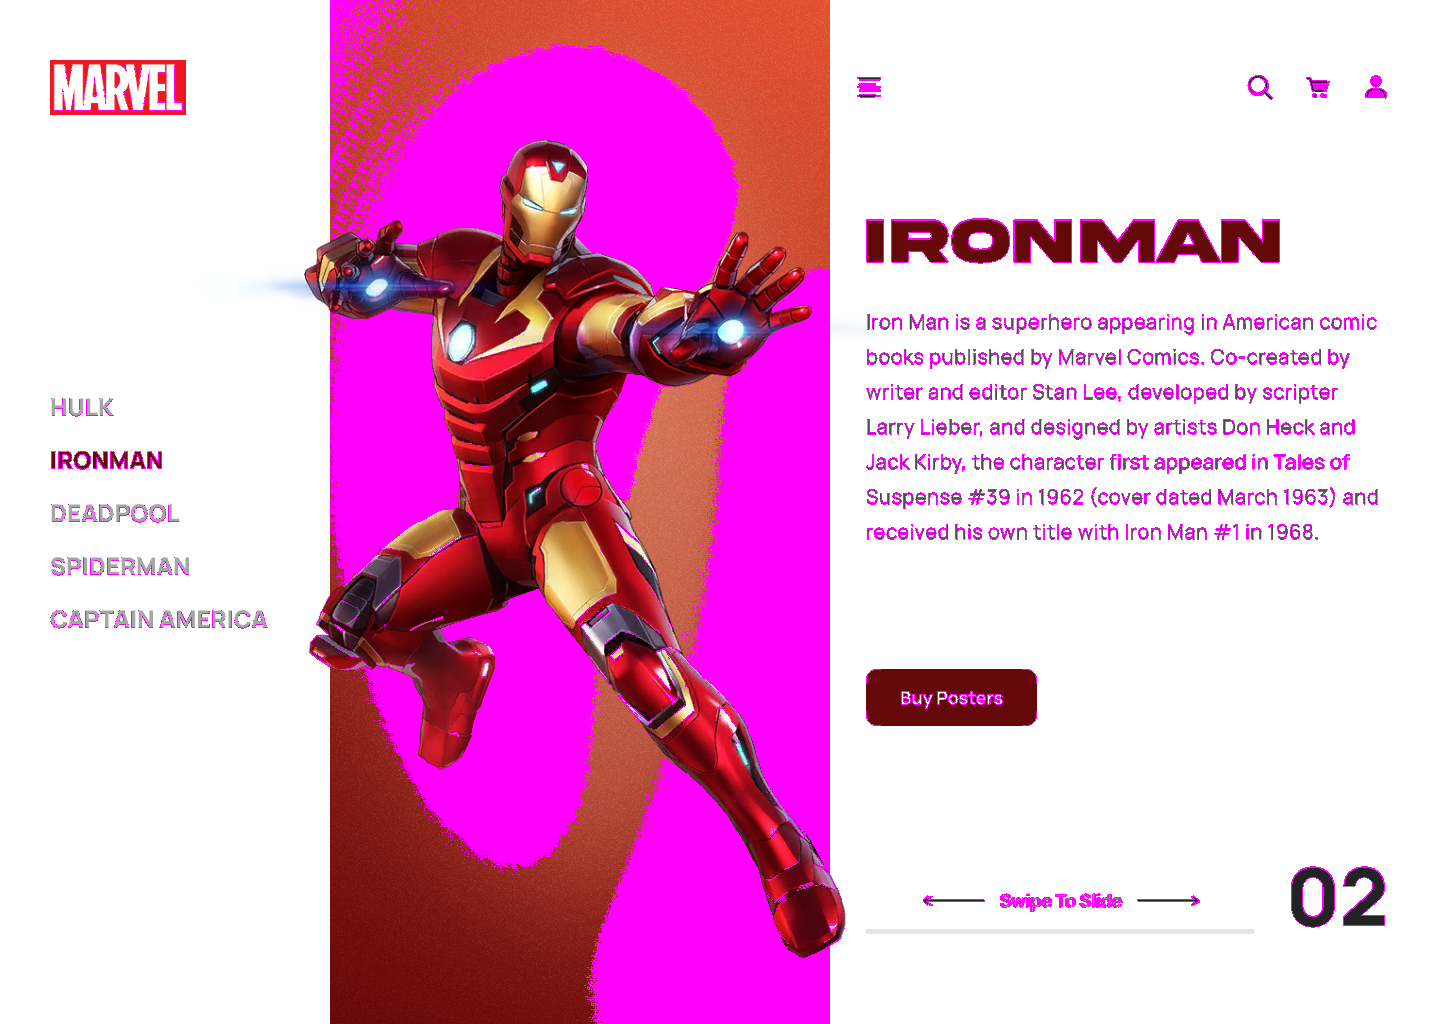 MARVEL
HULK
IRONMAN
DEADPOOL
SPIDERMAN
CAPTAIN AMERICA
IRONMAN
Iron Man is a superhero appearing in American comic
books published by Marvel Comics. Co-created by
writer and editor Stan Lee, developed by scripter
Larry Lieber, and designed by artists Don Heck and
Jack Kirby, the character first appeared in Tales of
Suspense #39 in 1962 (cover dated March 1963) and
received his own title with Iron Man #1 in 1968.
Buy Posters
Swipe To Slide
02